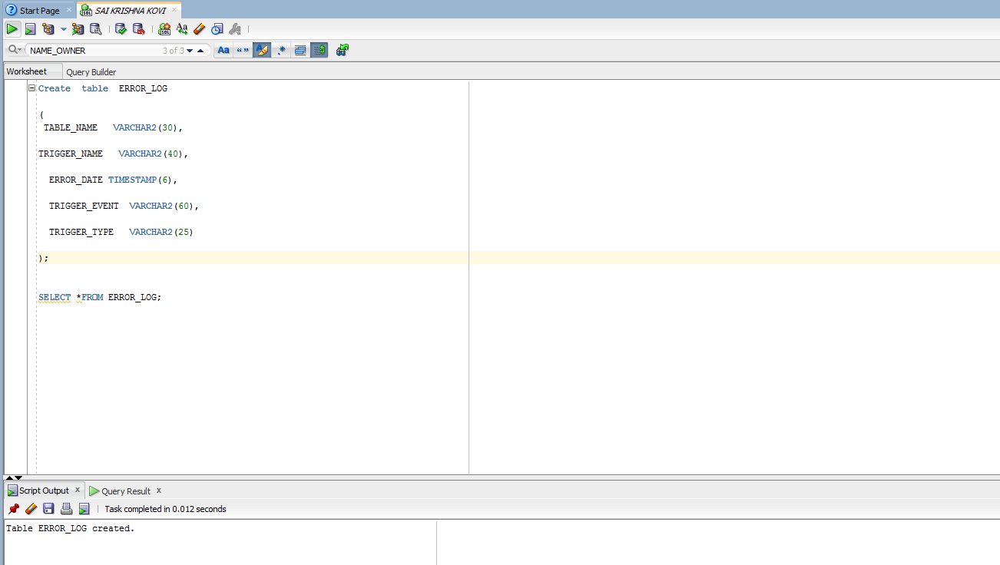 Start Page
SAI KRISHNA KOVI
NAME_OWNER 3 of 3
Aa
Worksheet Query Builder
Create table ERROR_LOG
(
TABLE_NAME VARCHAR2(30),
TRIGGER_NAME VARCHAR2(40),
ERROR_DATE TIMESTAMP(6),
TRIGGER_EVENT VARCHAR2(60),
TRIGGER_TYPE VARCHAR2(25)
);
SELECT *FROM ERROR_LOG;
Script Output x Query Result x
Task completed in 0.012 seconds
Table ERROR_LOG created.